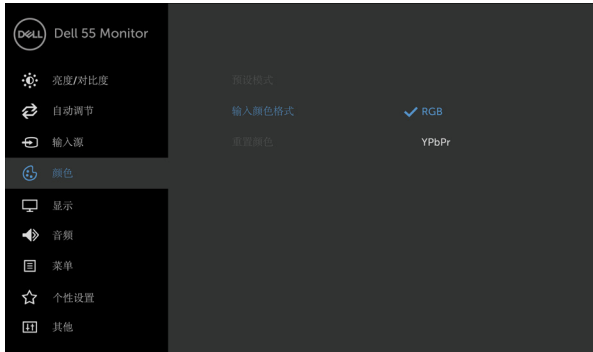 DELL Dell 55 Monitor
亮度/对比度
自动调节
输入源
颜色
显示
音频
菜单
个性设置
其他
预设模式
输入颜色格式 RGB
重置颜色 YPbPr